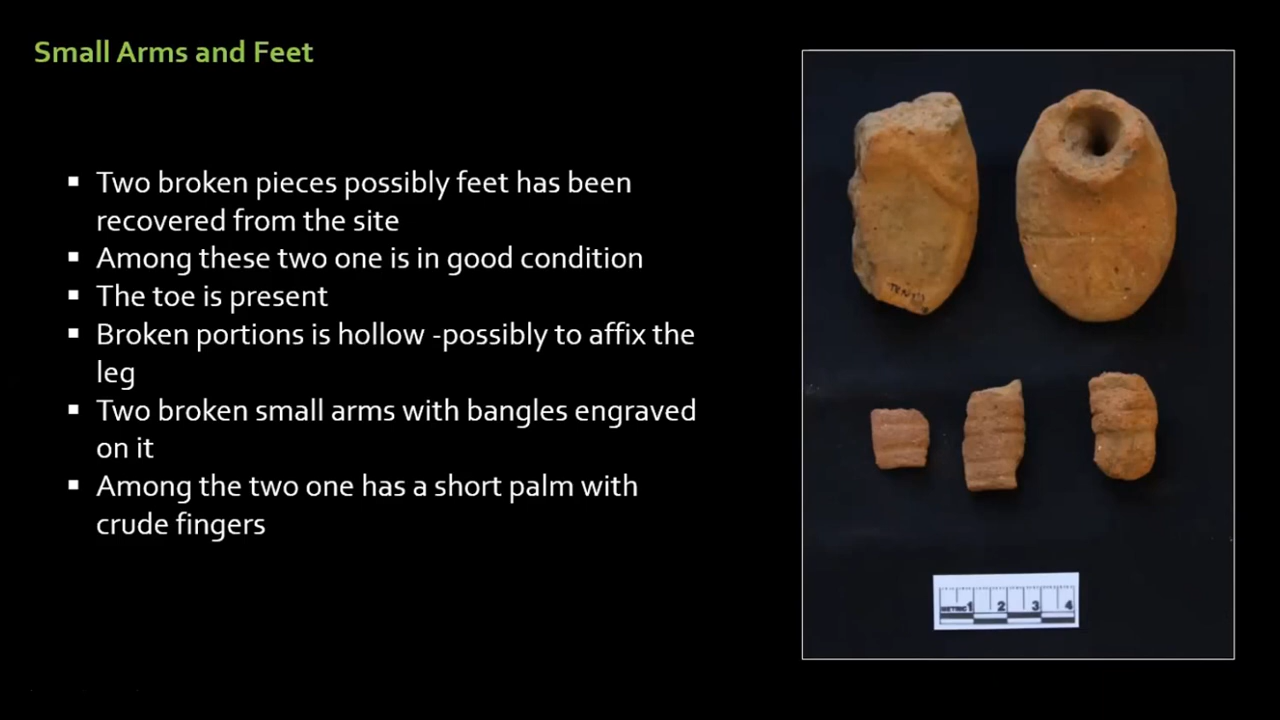 Small Arms and Feet
▪ Two broken pieces possibly feet has been
recovered from the site
▪ Among these two one is in good condition
▪ The toe is present
▪ Broken portions is hollow -possibly to affix the
leg
▪ Two broken small arms with bangles engraved
on it
▪ Among the two one has a short palm with
crude fingers
METRIC 1 2 3 4